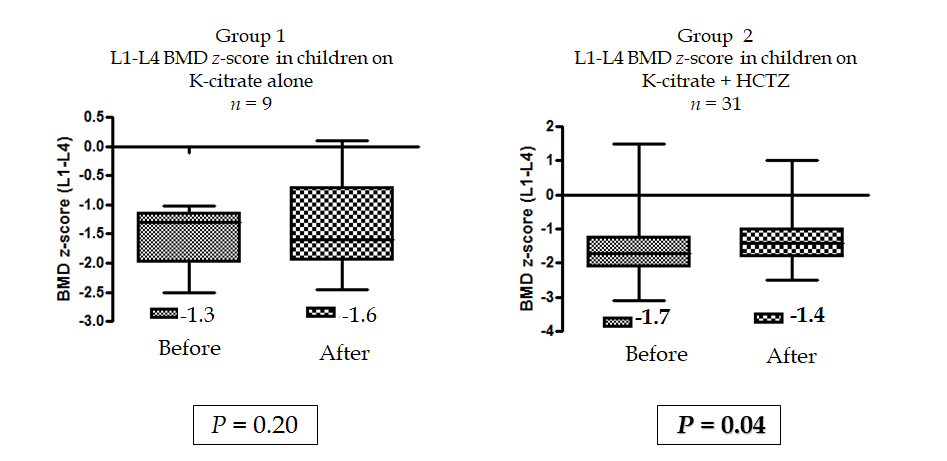 Group 1
L1-L4 BMD z-score in children on
K-citrate alone
n = 9
BMD z-score (L1-L4)
0.5
0.0
-0.5
-1.0
-1.5
-2.0
-2.5
-3.0
-1.3
-1.6
Before
After
P = 0.20
Group 2
L1-L4 BMD z-score in children on
K-citrate + HCTZ
n = 31
BMD z-score (L1-L4)
2
1
0
-1
-2
-3
-4
-1.7
-1.4
Before
After
P = 0.04